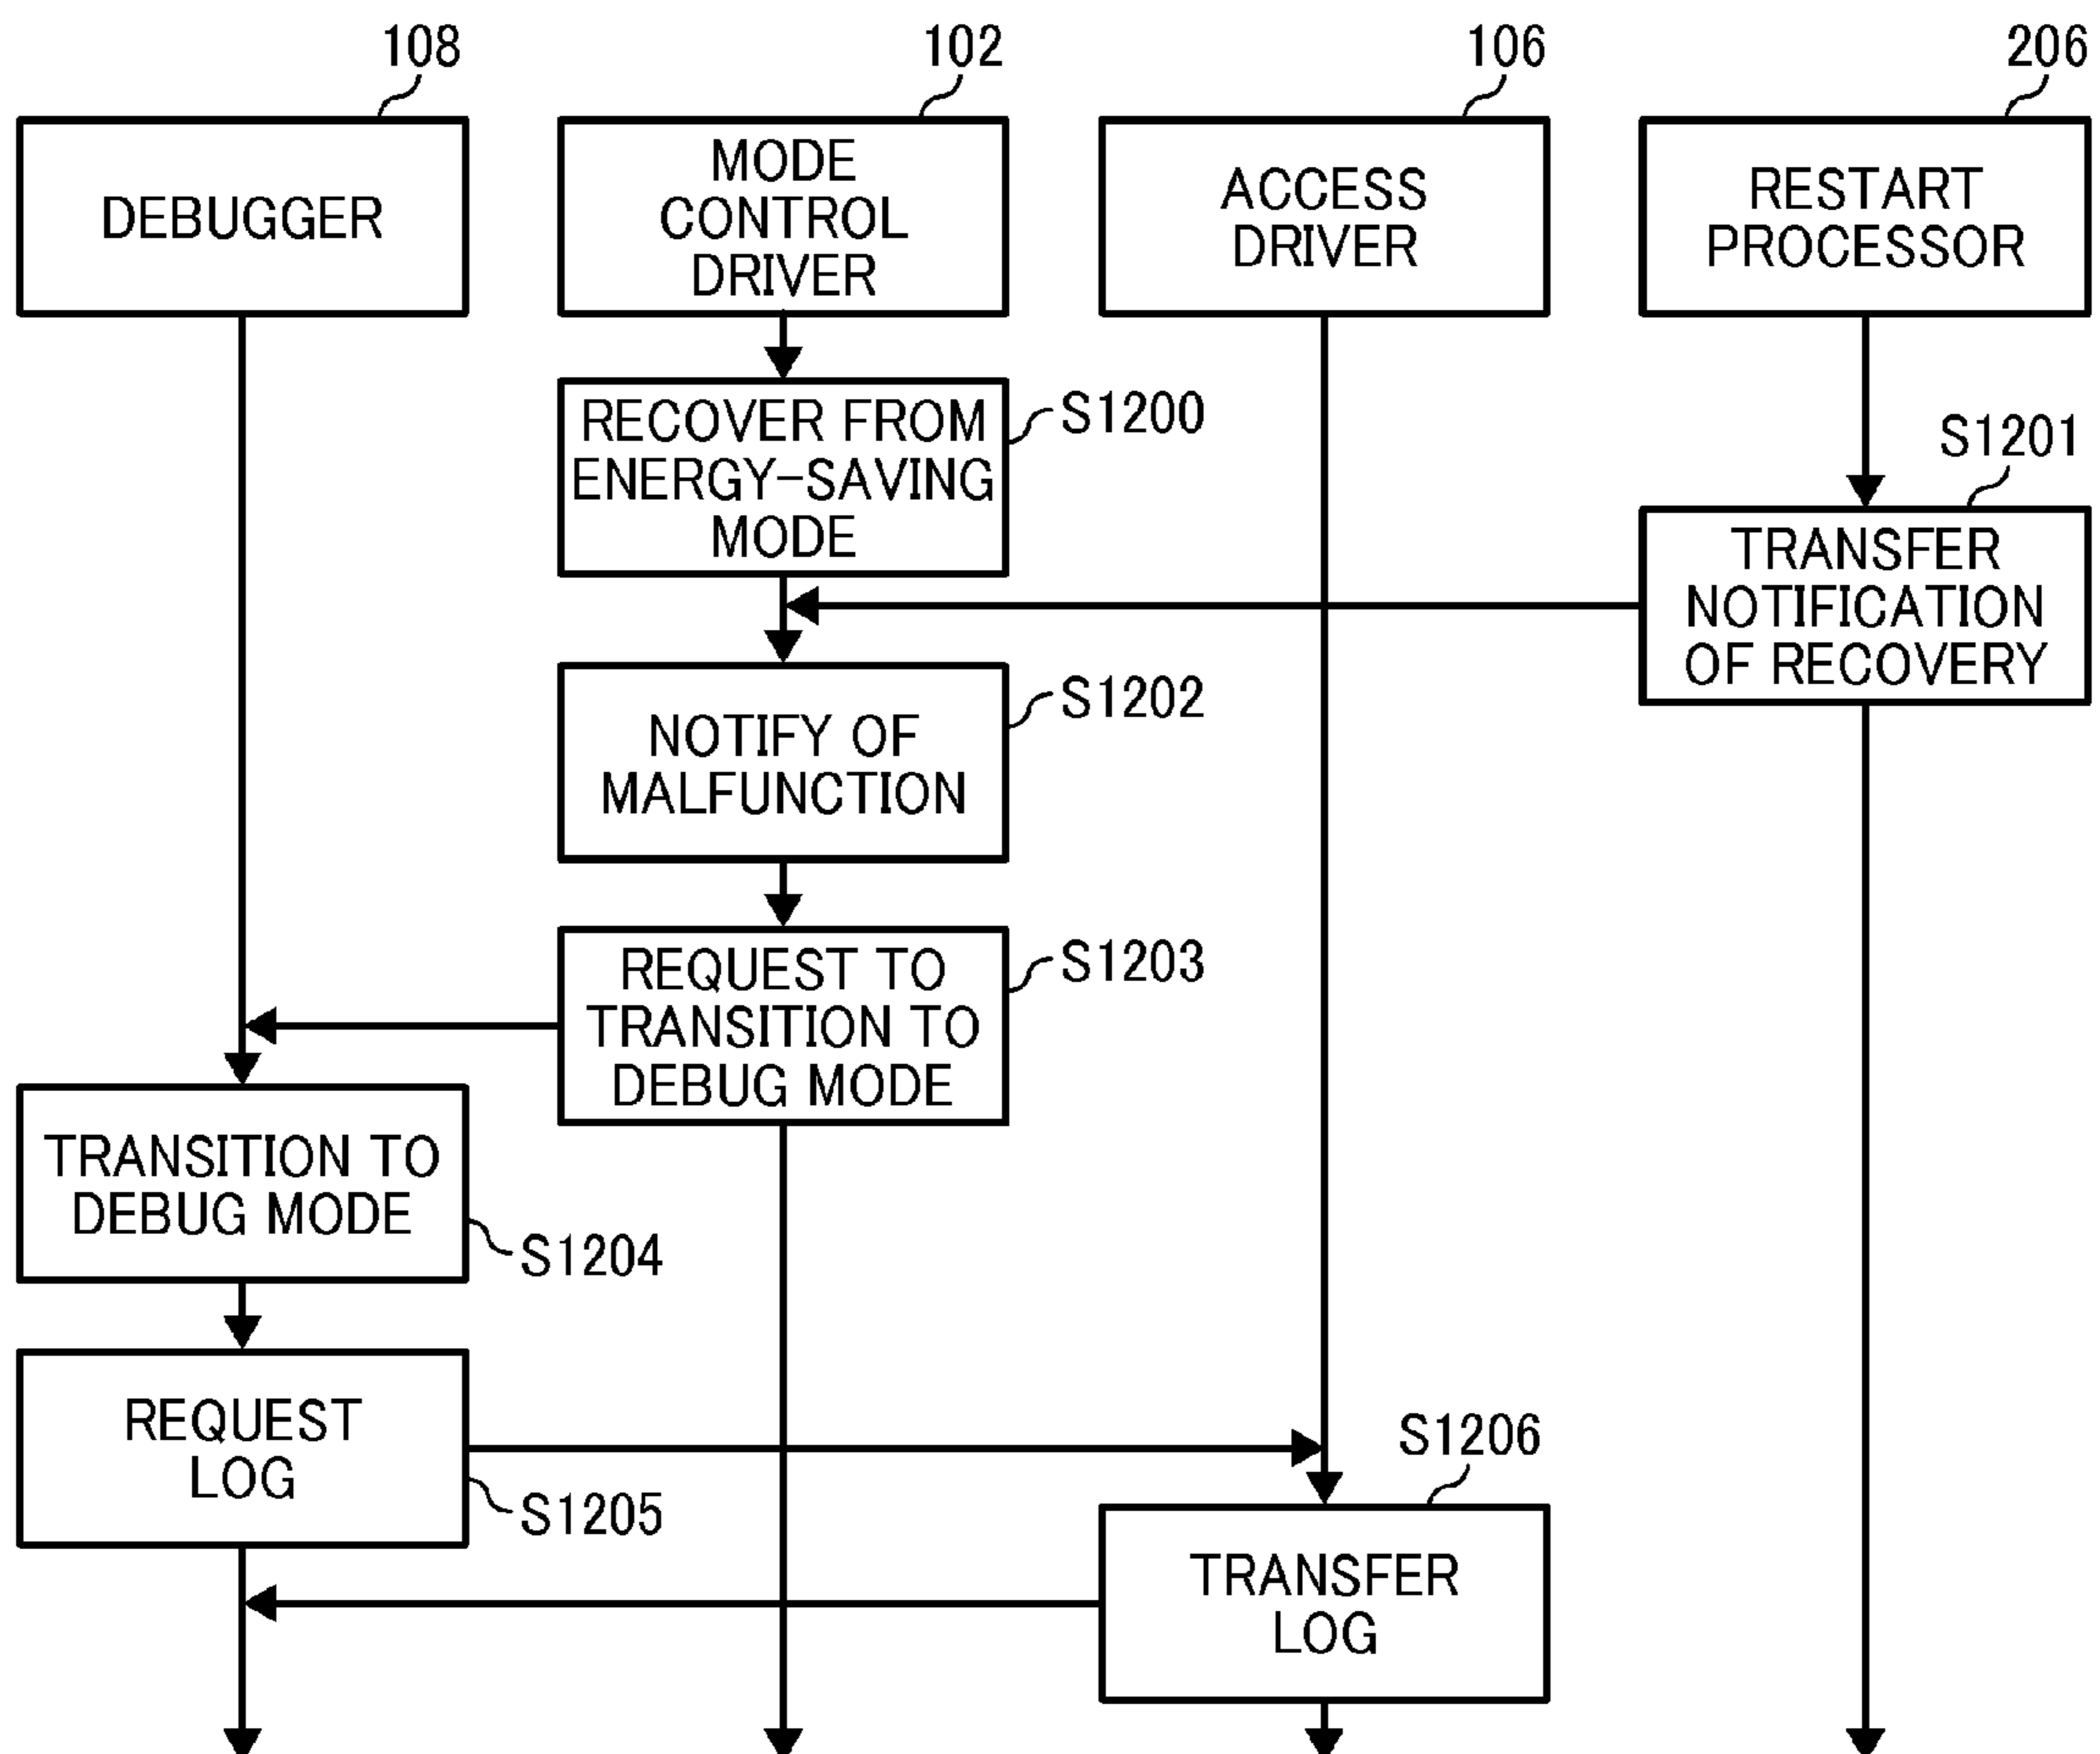 108
102
106
206
DEBUGGER
MODE
CONTROL
DRIVER
ACCESS
DRIVER
RESTART
PROCESSOR
RECOVER FROM
ENERGY-SAVING
MODE
S1200
S1201
TRANSFER
NOTIFICATION
OF RECOVERY
NOTIFY OF
MALFUNCTION
S1202
REQUEST TO
TRANSITION TO
DEBUG MODE
S1203
TRANSITION TO
DEBUG MODE
S1204
REQUEST
LOG
S1205
S1206
TRANSFER
LOG